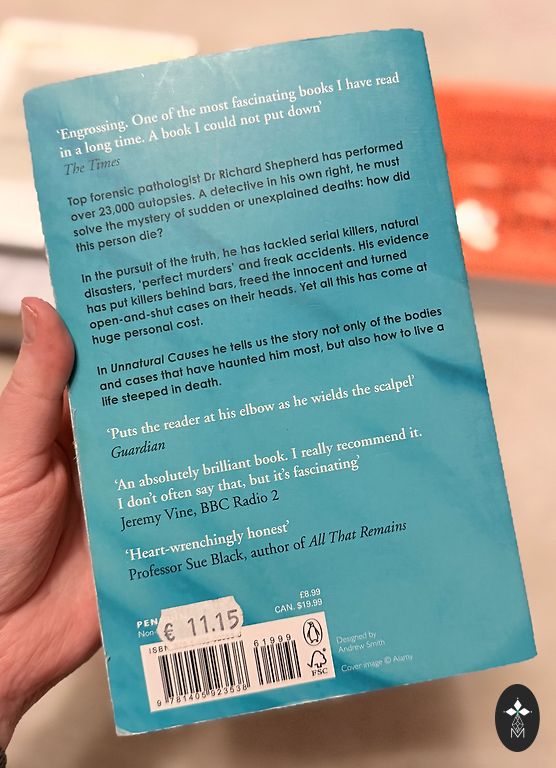 ‘Engrossing. One of the most fascinating books I have read
in a long time. A book I could not put down’
The Times
Top forensic pathologist Dr Richard Shepherd has performed
over 23,000 autopsies. A detective in his own right, he must
solve the mystery of sudden or unexplained deaths: how did
this person die?
In the pursuit of the truth, he has tackled serial killers, natural
disasters, ‘perfect murders’ and freak accidents. His evidence
has put killers behind bars, freed the innocent and turned
open-and-shut cases on their heads. Yet all this has come at
huge personal cost.
In Unnatural Causes he tells us the story not only of the bodies
and cases that have haunted him most, but also how to live a
life steeped in death.
‘Puts the reader at his elbow as he wields the scalpel’
Guardian
‘An absolutely brilliant book. I really recommend it.
I don’t often say that, but it’s fascinating’
Jeremy Vine, BBC Radio 2
‘Heart-wrenchingly honest’
Professor Sue Black, author of All That Remains
£8.99
CAN. $19.99
PEN
Non-
€ 11.15
ISBN
61999
9 781405 923538
FSC
Designed by
Andrew Smith
Cover image © Alamy
M